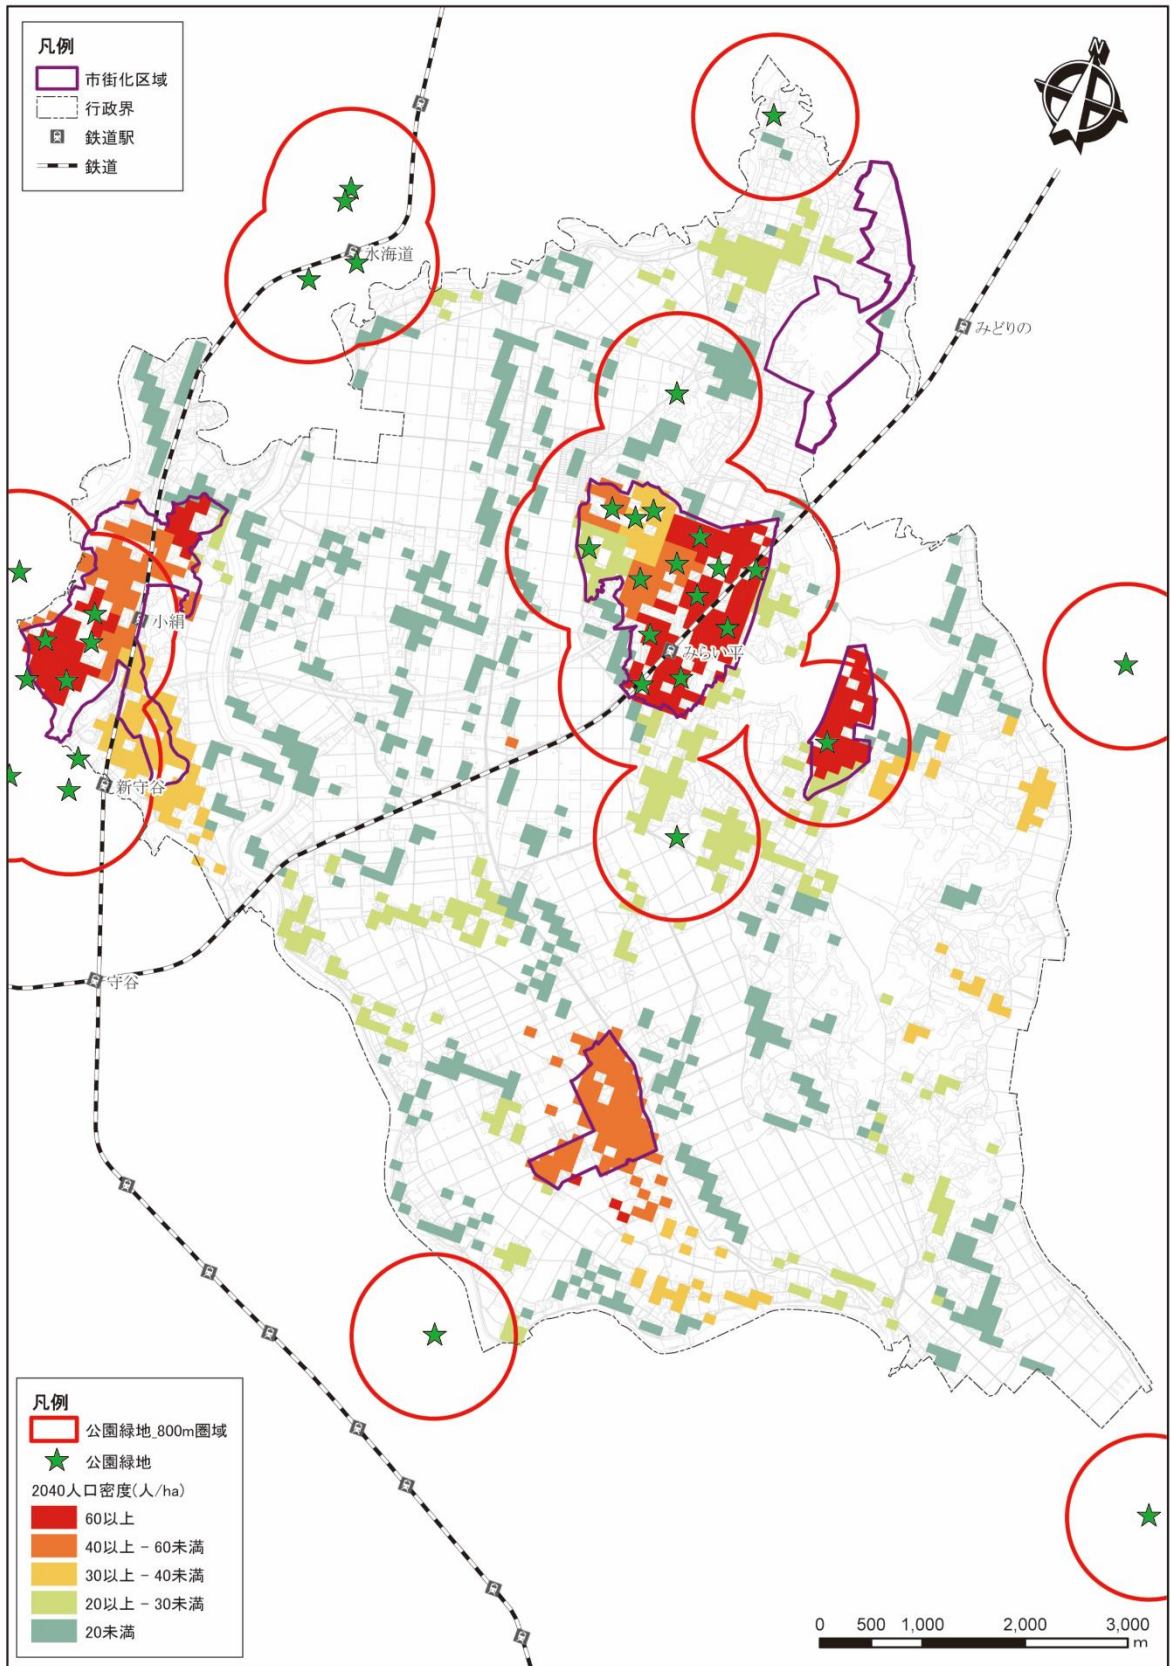 凡例
市街化区域
行政界
鉄道駅
鉄道
N
水海道
みどりの
小絹
みらい平
新守谷
守谷
凡例
公園緑地_800m圏域
公園緑地
2040人口密度(人/ha)
60以上
40以上 - 60未満
30以上 - 40未満
20以上 - 30未満
20未満
0 500 1,000 2,000 3,000
m